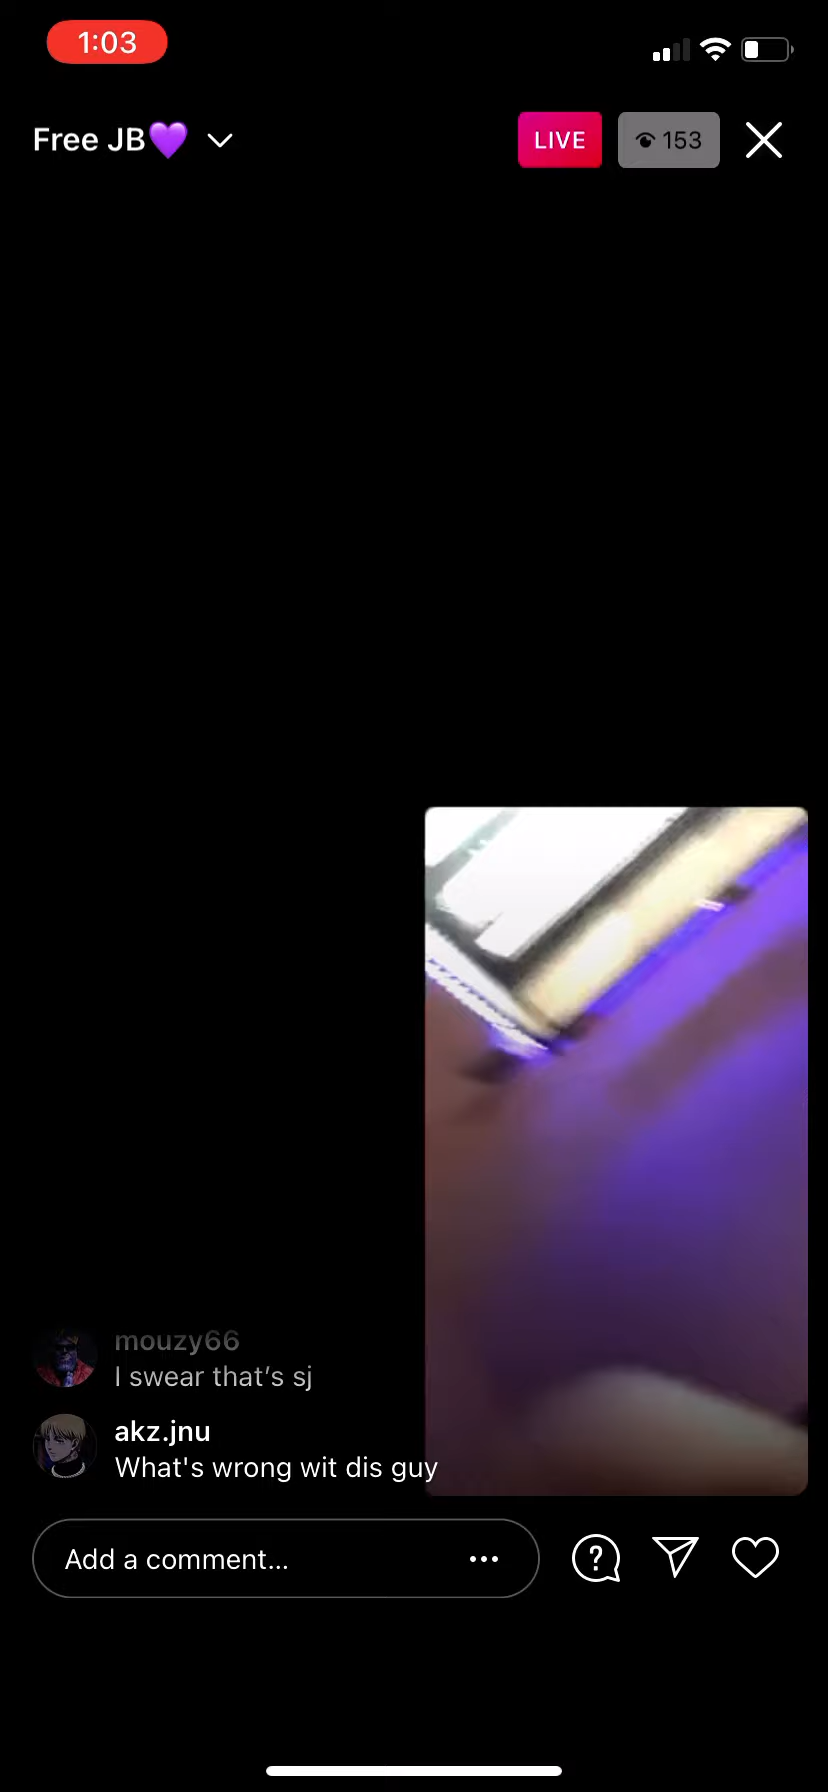 1:03
Free JB💜
LIVE
153
mouzy66
I swear that's sj
akz.jnu
What's wrong wit dis guy
Add a comment...